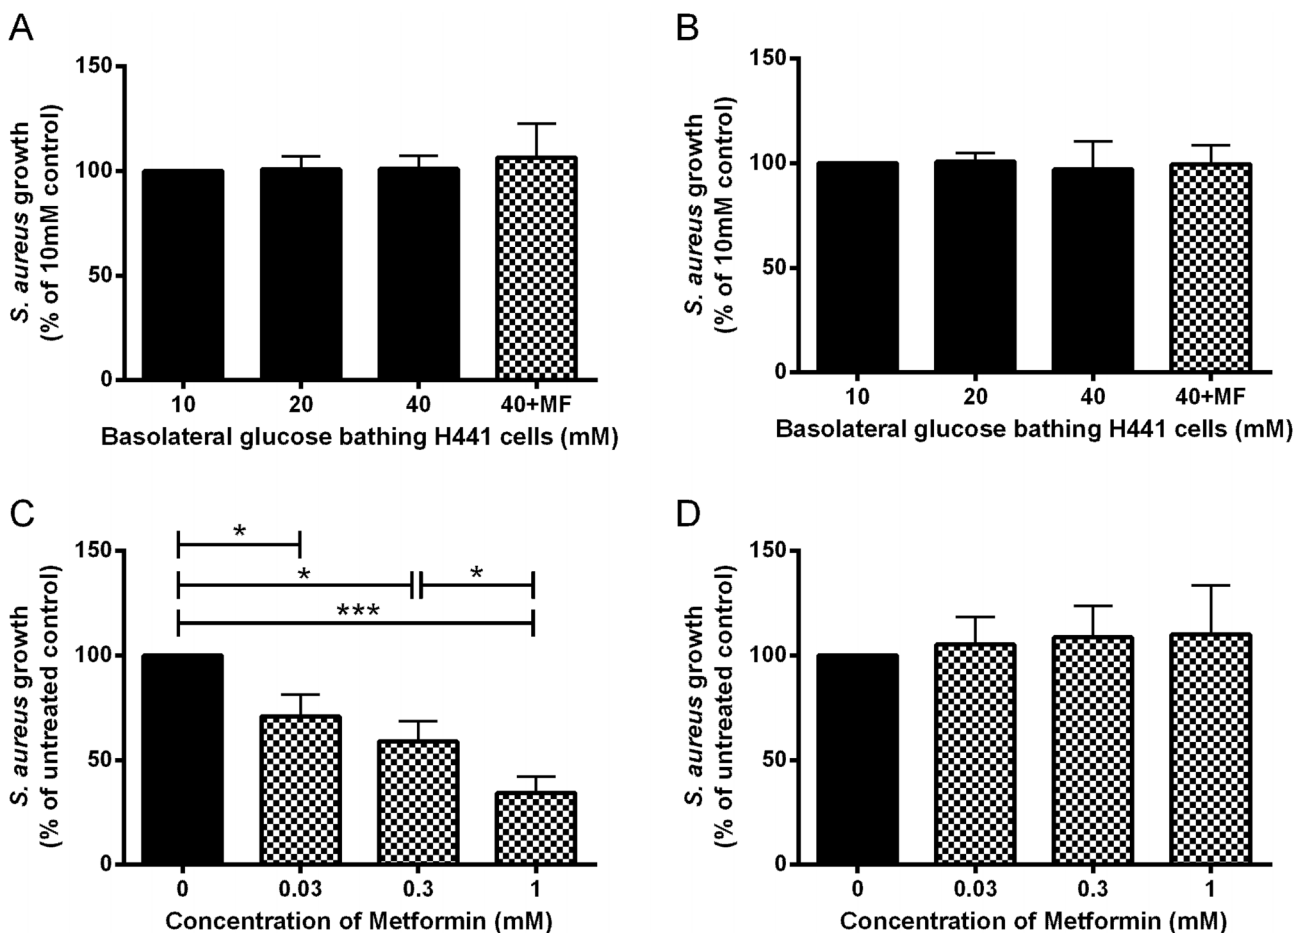 A
S. aureus growth
(% of 10mM control)
150
100
50
0
10 20 40 40+MF
Basolateral glucose bathing H441 cells (mM)
B
S. aureus growth
(% of 10mM control)
150
100
50
0
10 20 40 40+MF
Basolateral glucose bathing H441 cells (mM)
C
S. aureus growth
(% of untreated control)
150
100
50
0
*
* *
***
0 0.03 0.3 1
Concentration of Metformin (mM)
D
S. aureus growth
(% of untreated control)
150
100
50
0
0 0.03 0.3 1
Concentration of Metformin (mM)